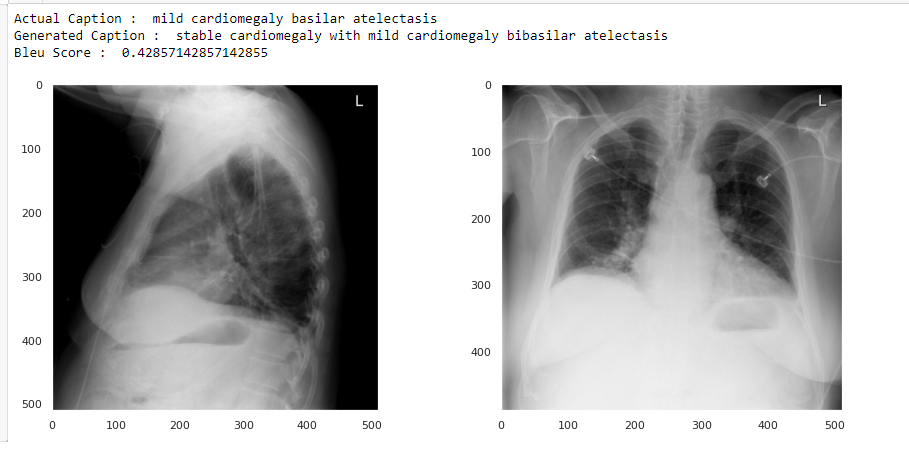 Actual Caption :  mild cardiomegaly basilar atelectasis
Generated Caption :  stable cardiomegaly with mild cardiomegaly bibasilar atelectasis
Bleu Score :  0.42857142857142855
0
100
200
300
400
500
0 100 200 300 400 500
L
0
100
200
300
400
0 100 200 300 400 500
L